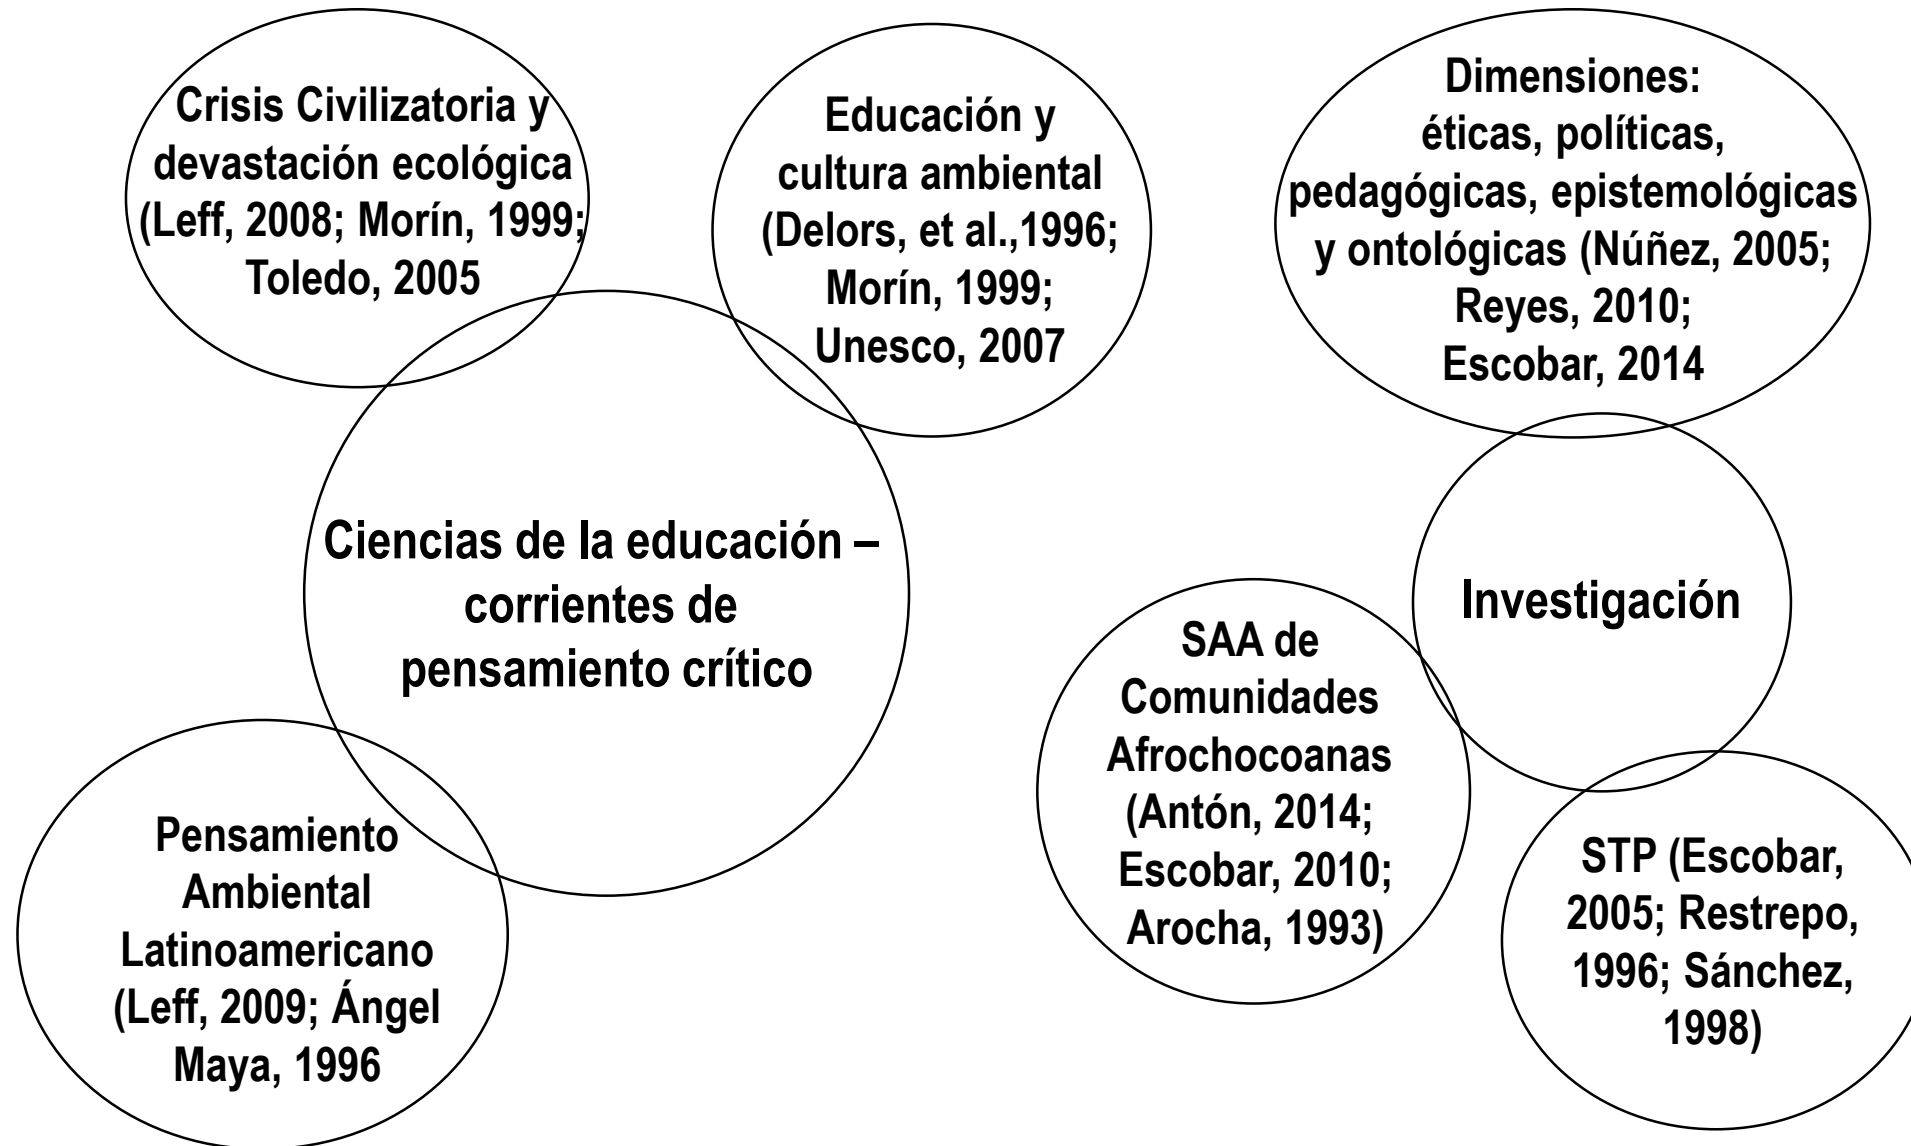 Crisis Civilizatoria y
devastación ecológica
(Leff, 2008; Morín, 1999;
Toledo, 2005
Educación y
cultura ambiental
(Delors, et al.,1996;
Morín, 1999;
Unesco, 2007
Dimensiones:
éticas, políticas,
pedagógicas, epistemológicas
y ontológicas (Núñez, 2005;
Reyes, 2010;
Escobar, 2014
Ciencias de la educación –
corrientes de
pensamiento crítico
Investigación
SAA de
Comunidades
Afrochocoanas
(Antón, 2014;
Escobar, 2010;
Arocha, 1993)
Pensamiento
Ambiental
Latinoamericano
(Leff, 2009; Ángel
Maya, 1996
STP (Escobar,
2005; Restrepo,
1996; Sánchez,
1998)